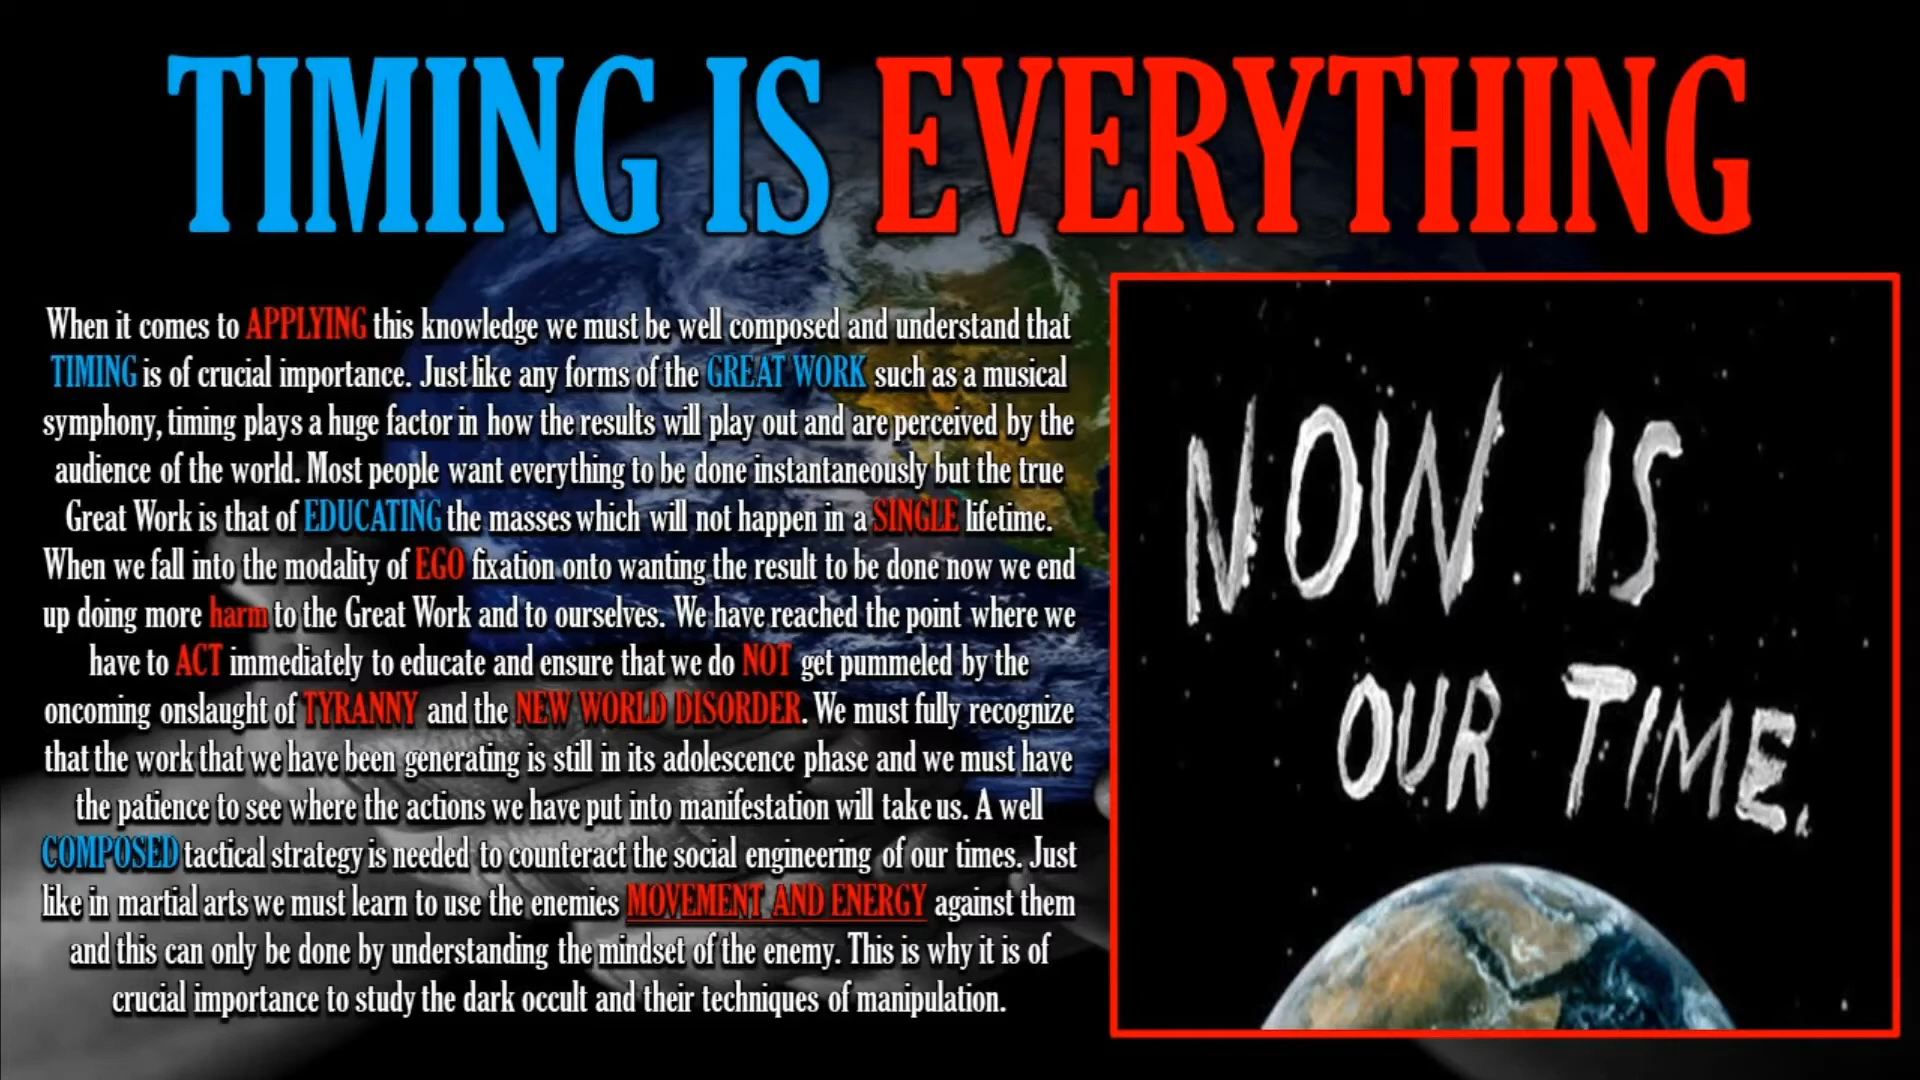 TIMING IS EVERYTHING
When it comes to APPLYING this knowledge we must be well composed and understand that
TIMING is of crucial importance. Just like any forms of the GREAT WORK such as a musical
symphony, timing plays a huge factor in how the results will play out and are perceived by the
audience of the world. Most people want everything to be done instantaneously but the true
Great Work is that of EDUCATING the masses which will not happen in a SINGLE lifetime.
When we fall into the modality of EGO fixation onto wanting the result to be done now we end
up doing more harm to the Great Work and to ourselves. We have reached the point where we
have to ACT immediately to educate and ensure that we do NOT get pummeled by the
oncoming onslaught of TYRANNY and the NEW WORLD DISORDER. We must fully recognize
that the work that we have been generating is still in its adolescence phase and we must have
the patience to see where the actions we have put into manifestation will take us. A well
COMPOSED tactical strategy is needed to counteract the social engineering of our times. Just
like in martial arts we must learn to use the enemies MOVEMENT AND ENERGY against them
and this can only be done by understanding the mindset of the enemy. This is why it is of
crucial importance to study the dark occult and their techniques of manipulation.
NOW IS
OUR TIME.